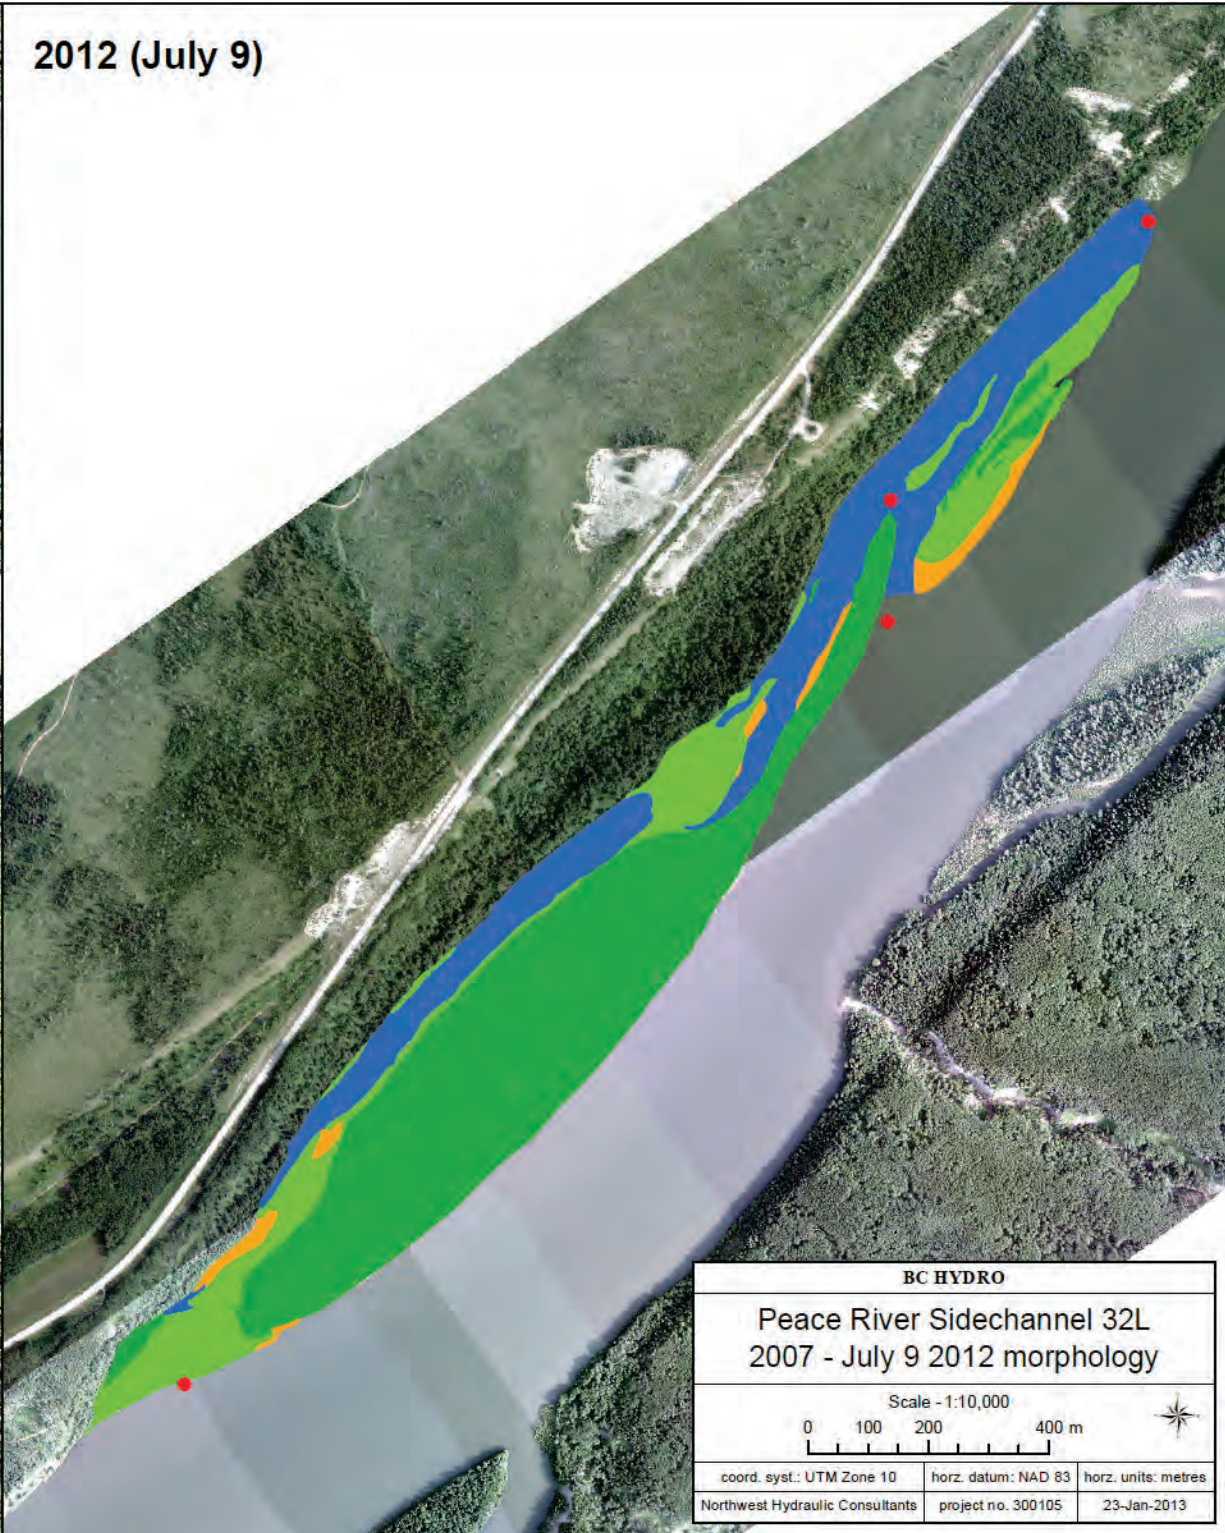 2012 (July 9)
BC HYDRO
Peace River Sidechannel 32L
2007 - July 9 2012 morphology
Scale - 1:10,000
0 100 200 400 m
coord. syst.: UTM Zone 10 horz. datum: NAD 83 horz. units: metres
Northwest Hydraulic Consultants project no. 300105 23-Jan-2013